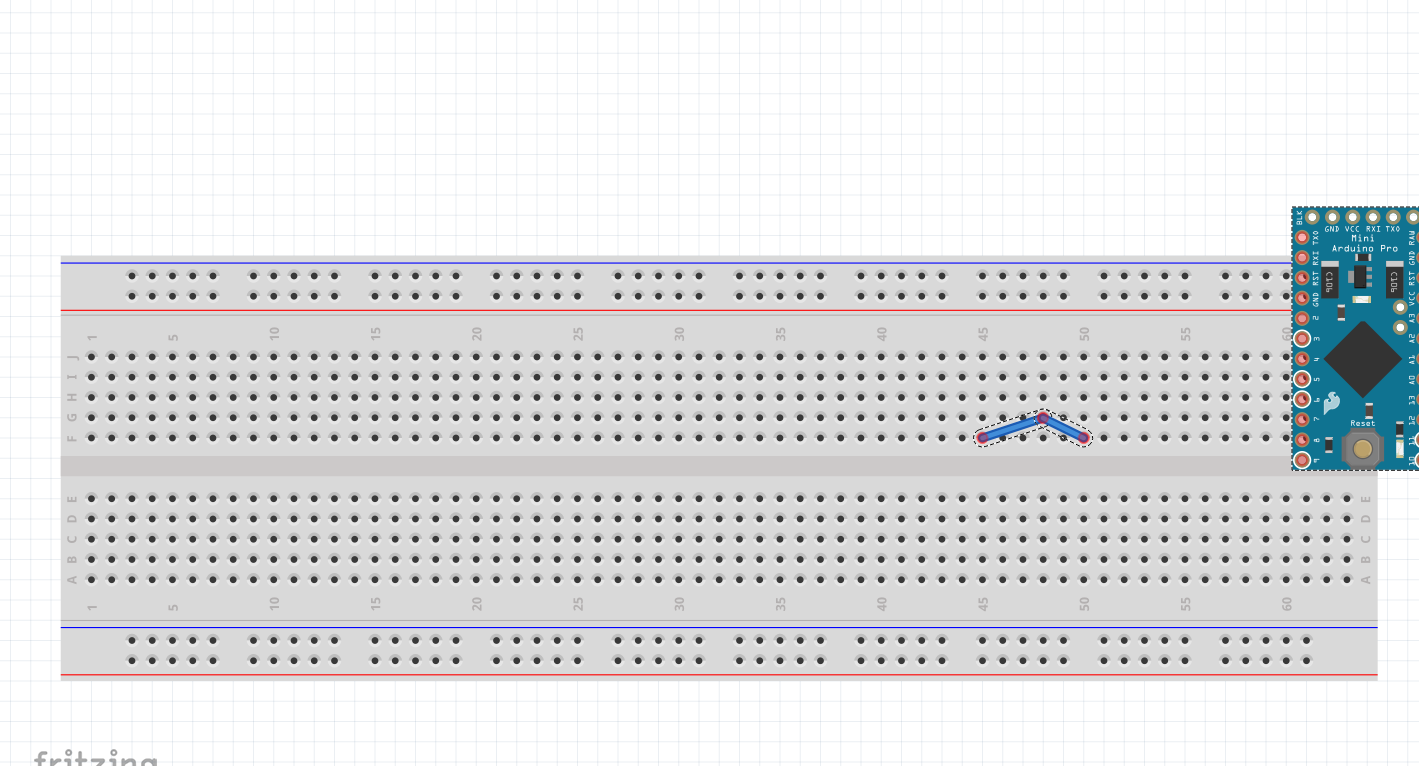 BLK
GND VCC RXI TXO
Mini
Arduino Pro
TXO
RXI
RST
GND
2
3
4
5
6
7
8
9
RAW
GND
RST
VCC
A3
A2
A1
A0
13
12
11
10
C106
C106
Reset
1 5 10 15 20 25 30 35 40 45 50 55 60
J
I
H
G
F
E E
D D
C C
B B
A A
1 5 10 15 20 25 30 35 40 45 50 55 60
fritzing